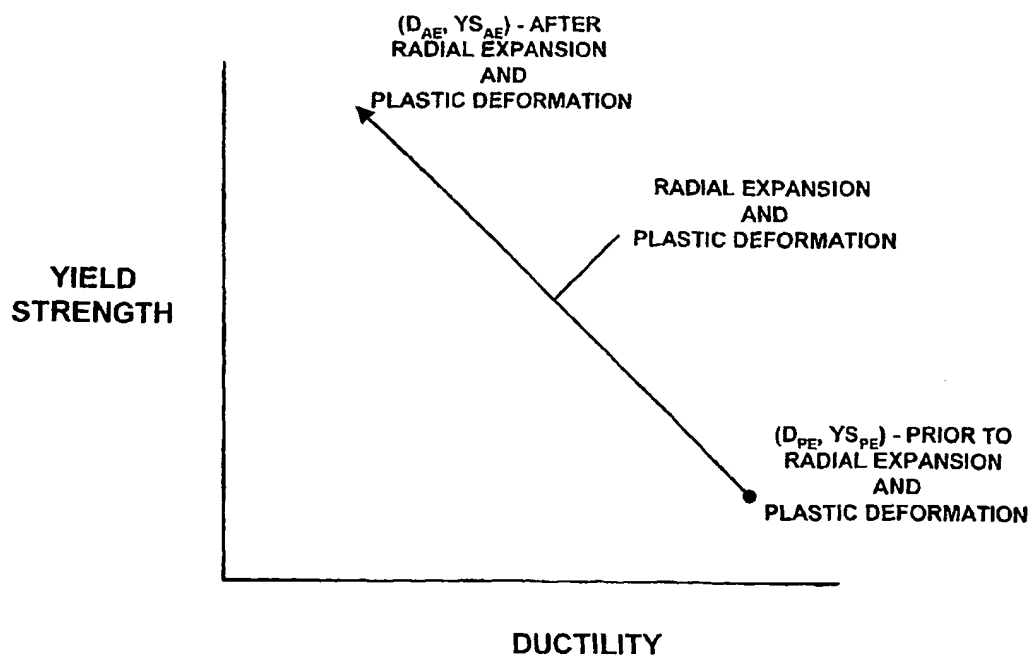 (D_AE, YS_AE) - AFTER
RADIAL EXPANSION
AND
PLASTIC DEFORMATION
RADIAL EXPANSION
AND
PLASTIC DEFORMATION
YIELD
STRENGTH
(D_PE, YS_PE) - PRIOR TO
RADIAL EXPANSION
AND
PLASTIC DEFORMATION
DUCTILITY